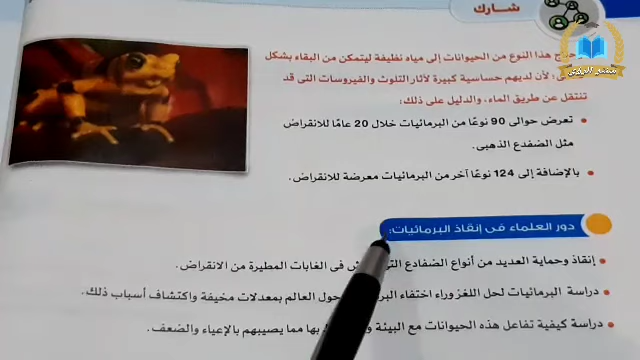 شارك
هذا النوع من الحيوانات إلى مياه نظيفة ليتمكن من البقاء بشكل
لأن لديهم حساسية كبيرة لآثار التلوث والفيروسات التى قد
تنتقل عن طريق الماء، والدليل على ذلك:
• تعرض حوالى 90 نوعًا من البرمائيات خلال 20 عامًا للانقراض
مثل الضفدع الذهبى.
• بالإضافة إلى 124 نوعًا آخر من البرمائيات معرضة للانقراض.
دور العلماء فى إنقاذ البرمائيات:
• إنقاذ وحماية العديد من أنواع الضفادع فى الغابات المطيرة من الانقراض.
• دراسة البرمائيات لحل اللغز وراء اختفاء حول العالم بمعدلات مخيفة واكتشاف أسباب ذلك.
• دراسة كيفية تفاعل هذه الحيوانات مع البيئة بها مما يصيبهم بالإعياء والضعف.